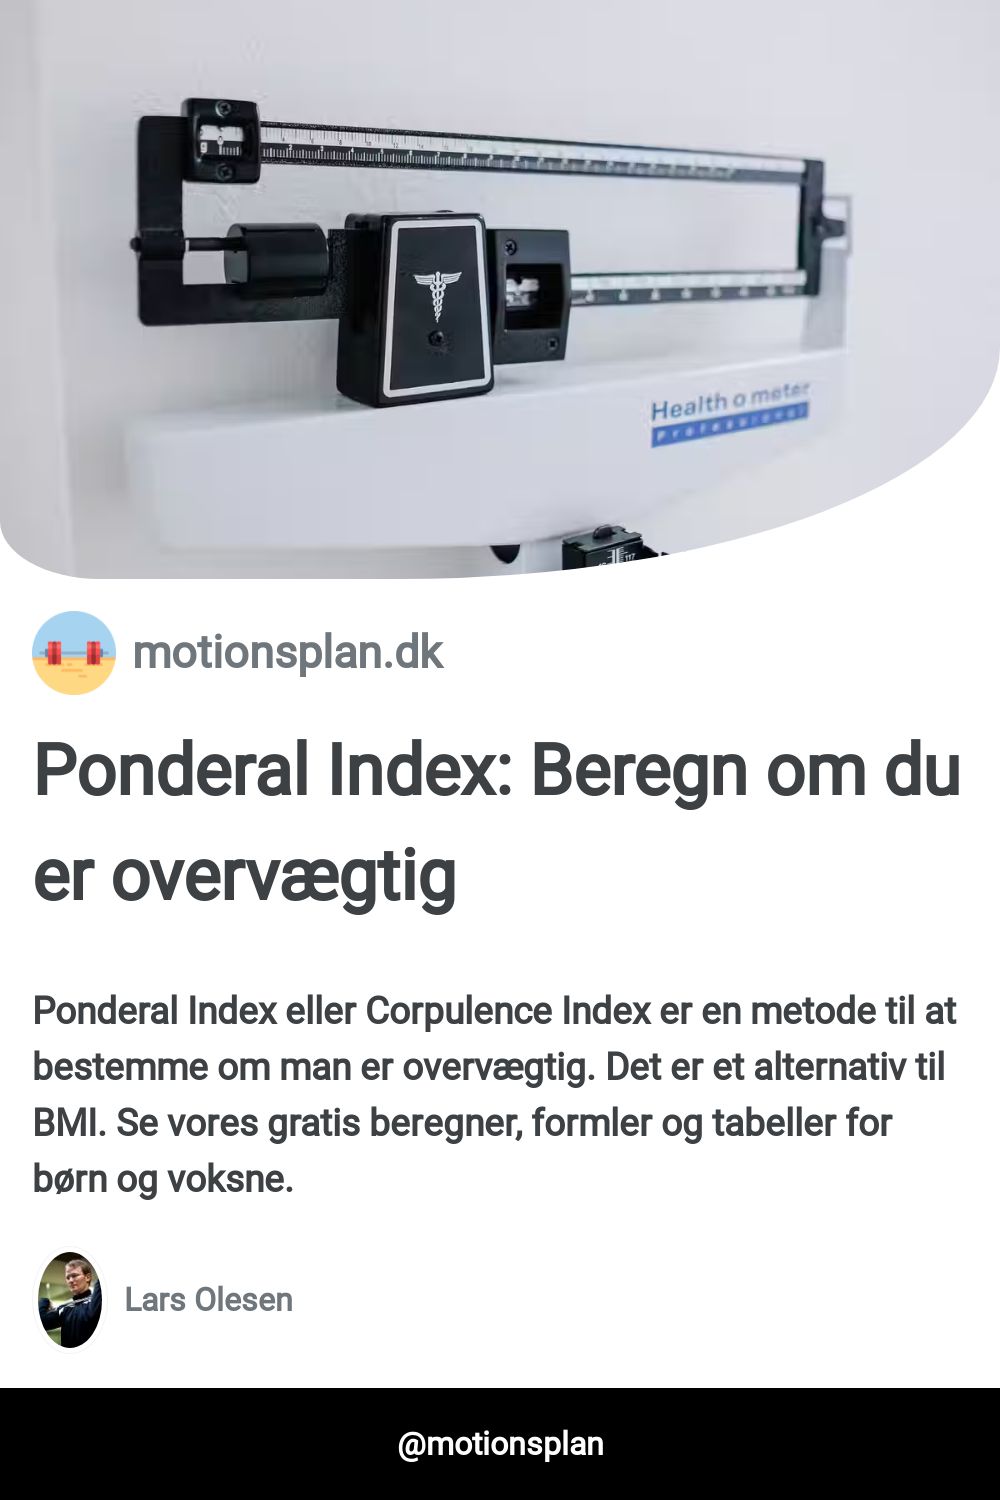 Health o meter
Professional
117
motionsplan.dk
Ponderal Index: Beregn om du
er overvægtig
Ponderal Index eller Corpulence Index er en metode til at
bestemme om man er overvægtig. Det er et alternativ til
BMI. Se vores gratis beregner, formler og tabeller for
børn og voksne.
Lars Olesen
@motionsplan